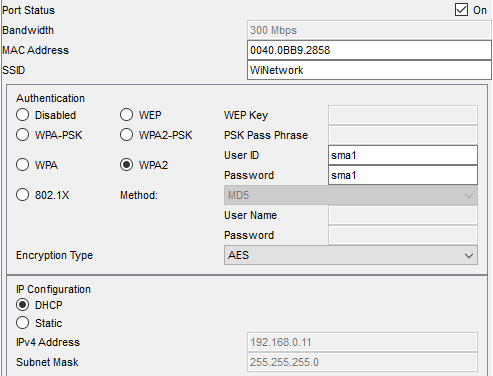 Port Status On
Bandwidth 300 Mbps
MAC Address 0040.0BB9.2858
SSID WiNetwork
Authentication
Disabled WEP WEP Key
WPA-PSK WPA2-PSK PSK Pass Phrase
User ID sma1
WPA WPA2
Password sma1
802.1X Method: MD5
User Name
Password
Encryption Type AES
IP Configuration
DHCP
Static
IPv4 Address 192.168.0.11
Subnet Mask 255.255.255.0